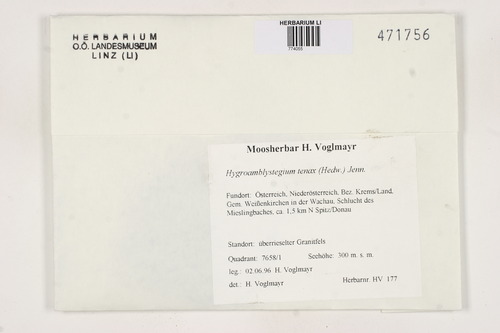 HERBARIUM
O.Ö. LANDESMUSEUM
LINZ (LI)
HERBARIUM LI
471756
Moosherbar H. Voglmayr
Hygroamblystegium tenax (Hedw.) Jenn.
Fundort: Österreich, Niederösterreich, Bez. Krems/Land,
Gem. Weißenkirchen in der Wachau, Schlucht des
Mieslingbaches, ca. 1,5 km N Spitz/Donau
Standort: überrieselter Granitfels
Quadrant: 7658/1 Seehöhe: 300 m. s. m.
leg.: 02.06.96 H. Voglmayr
det.: H. Voglmayr Herbarnr. HV 177